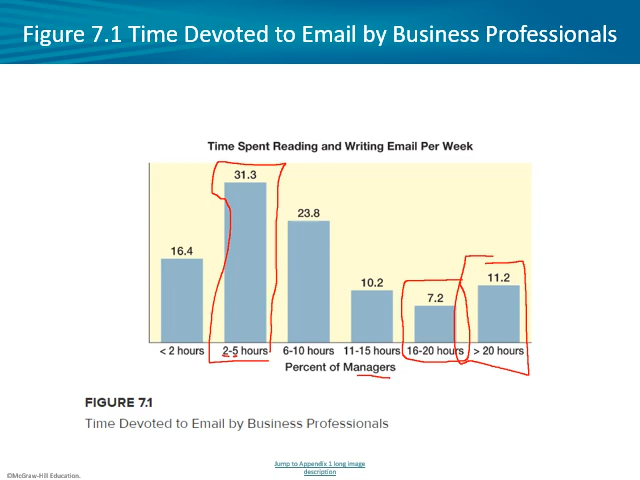 Figure 7.1 Time Devoted to Email by Business Professionals
Time Spent Reading and Writing Email Per Week
31.3
23.8
16.4
11.2
10.2
7.2
< 2 hours 2-5 hours 6-10 hours 11-15 hours 16-20 hours > 20 hours
Percent of Managers
FIGURE 7.1
Time Devoted to Email by Business Professionals
Jump to Appendix 1 long image
description
©McGraw-Hill Education.